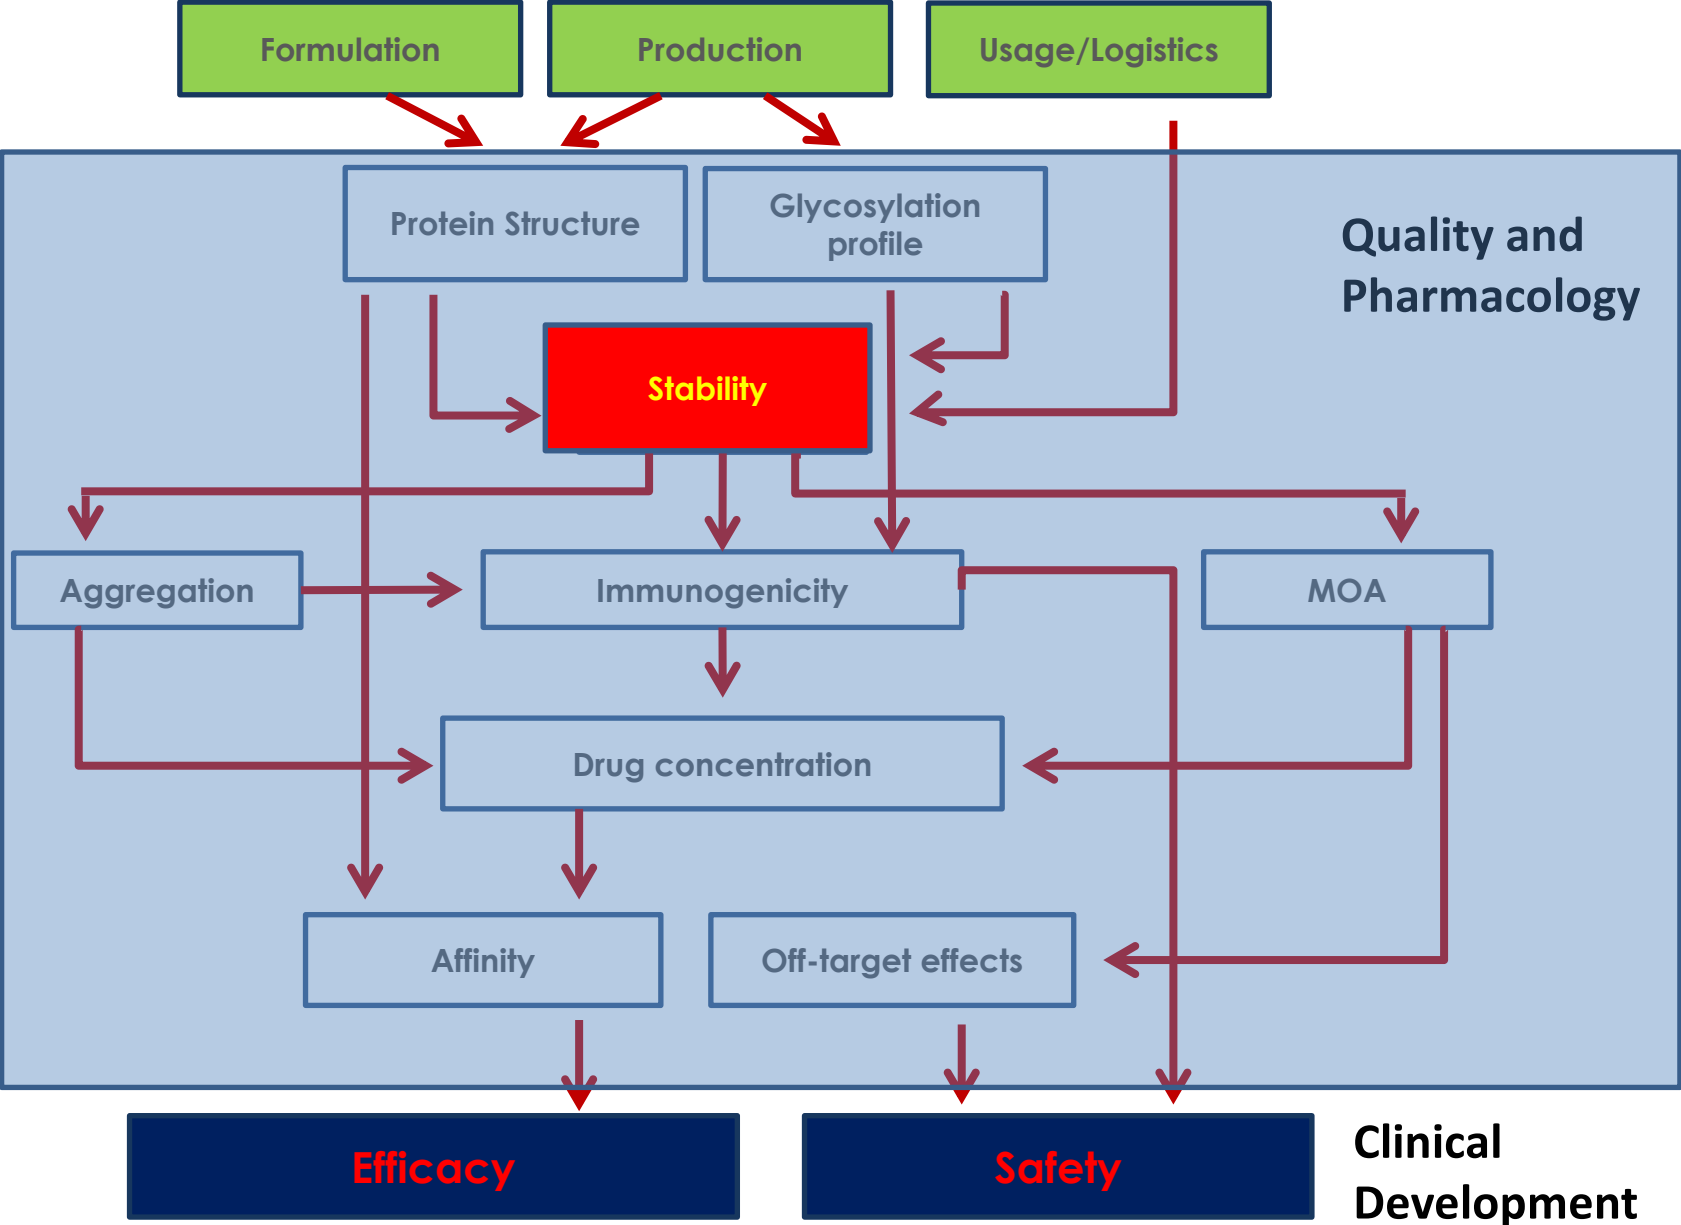 Formulation
Production
Usage/Logistics
Protein Structure
Glycosylation
profile
Quality and
Pharmacology
Stability
Aggregation
Immunogenicity
MOA
Drug concentration
Affinity
Off-target effects
Efficacy
Safety
Clinical
Development